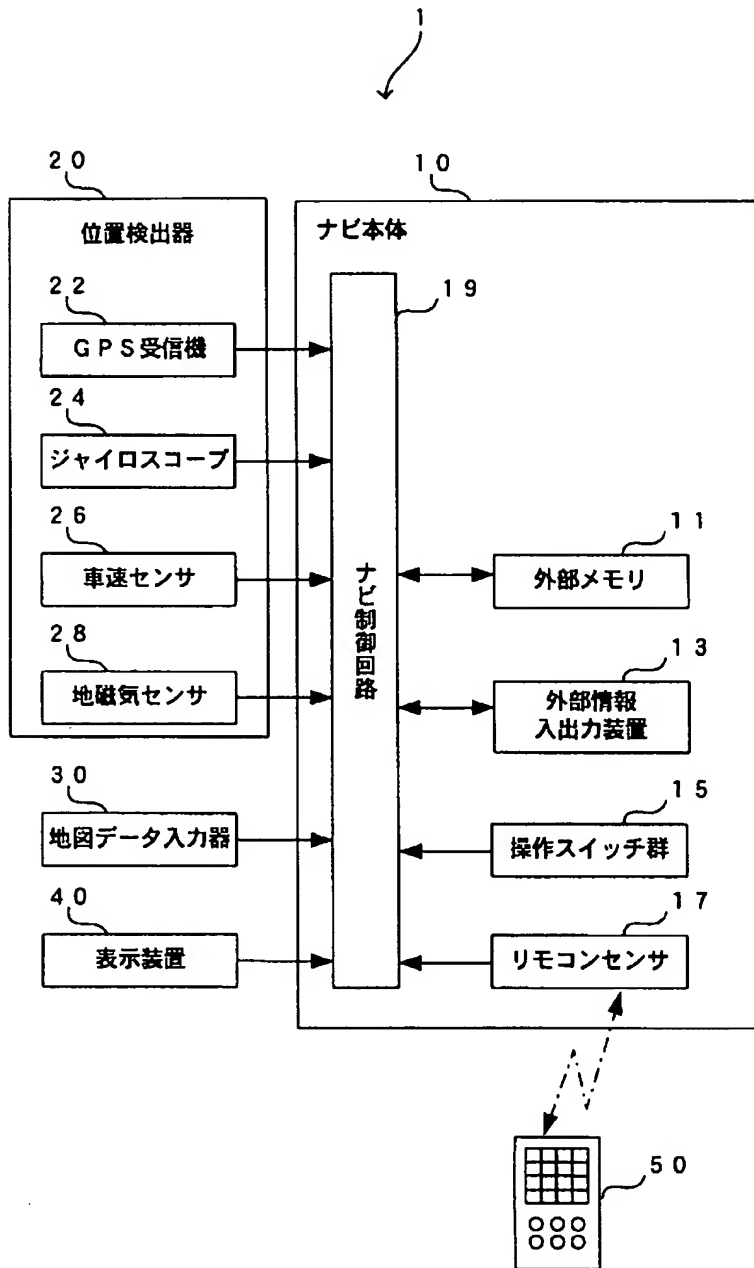 １
２０
１０
位置検出器
ナビ本体
２２
１９
ＧＰＳ受信機
２４
ジャイロスコープ
２６
１１
車速センサ
外部メモリ
ナビ制御回路
２８
１３
地磁気センサ
外部情報
入出力装置
３０
１５
地図データ入力器
操作スイッチ群
４０
１７
表示装置
リモコンセンサ
５０